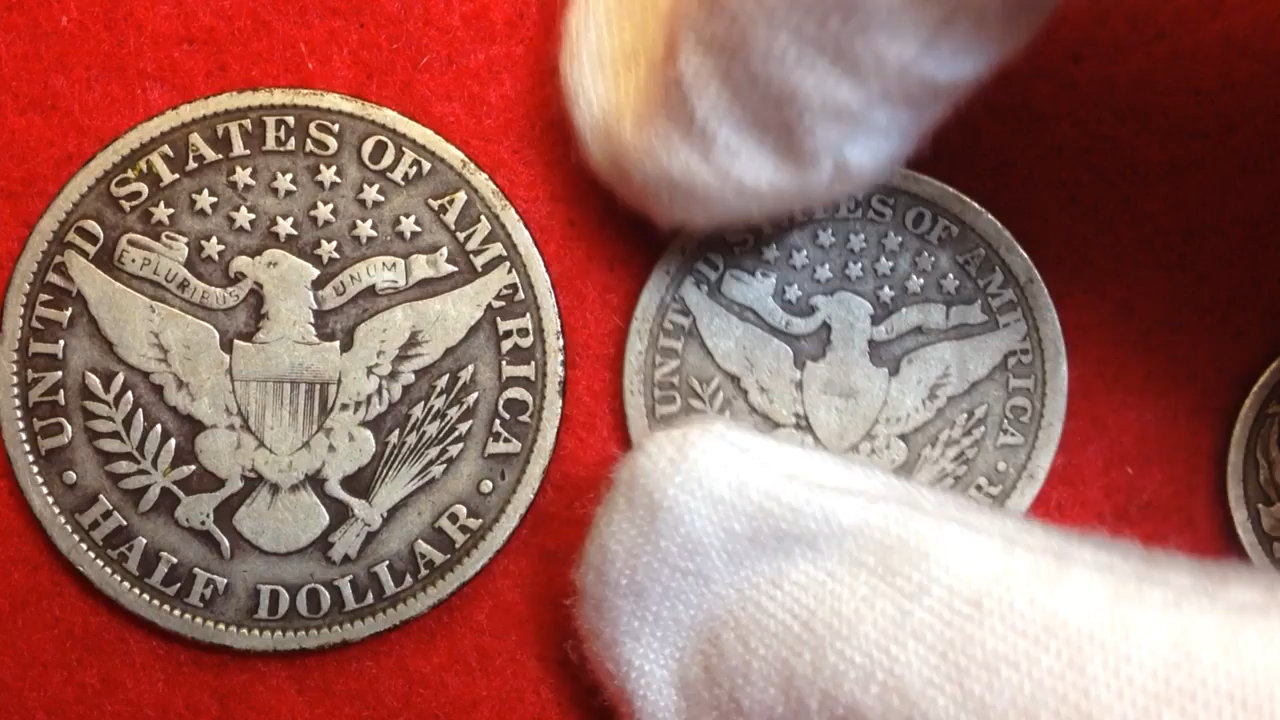 UNITED STATES OF AMERICA
E·PLURIBUS UNUM
· HALF DOLLAR ·
UNITED STATES OF AMERICA ·
R